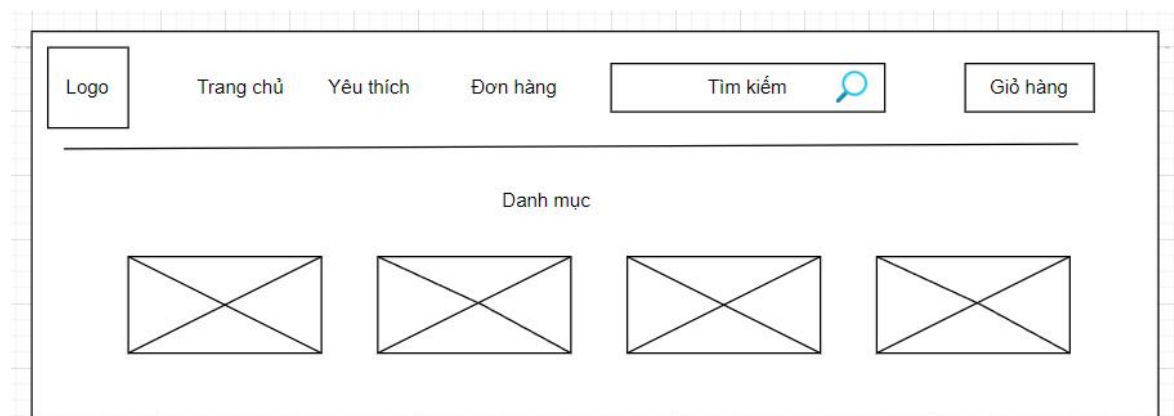 Logo
Trang chủ
Yêu thích
Đơn hàng
Tìm kiếm
Giỏ hàng
Danh mục